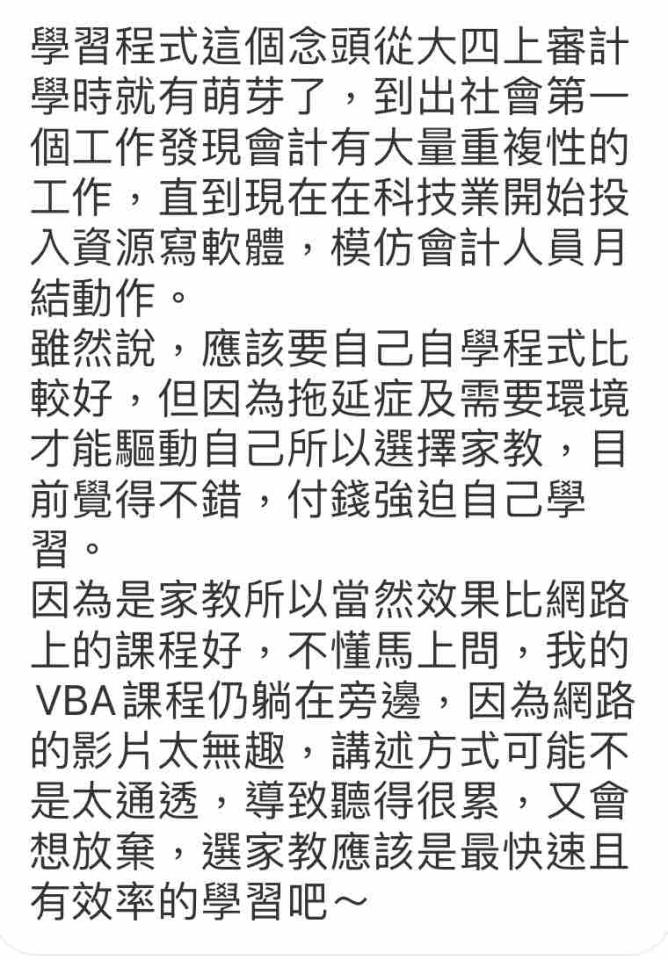 學習程式這個念頭從大四上審計
學時就有萌芽了，到出社會第一
個工作發現會計有大量重複性的
工作，直到現在在科技業開始投
入資源寫軟體，模仿會計人員月
結動作。
雖然說，應該要自己自學程式比
較好，但因為拖延症及需要環境
才能驅動自己所以選擇家教，目
前覺得不錯，付錢強迫自己學
習。
因為是家教所以當然效果比網路
上的課程好，不懂馬上問，我的
VBA課程仍躺在旁邊，因為網路
的影片太無趣，講述方式可能不
是太通透，導致聽得很累，又會
想放棄，選家教應該是最快速且
有效率的學習吧～